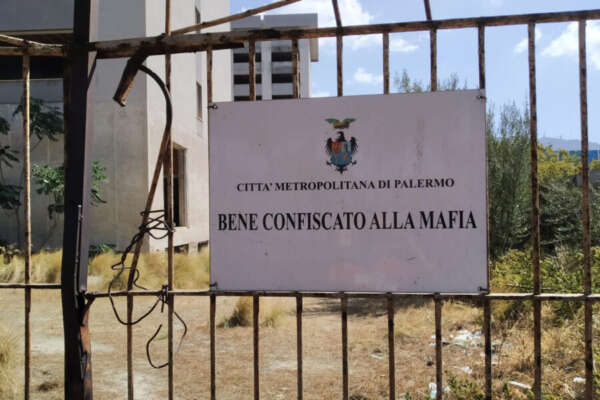 CITTA' METROPOLITANA DI PALERMO
BENE CONFISCATO ALLA MAFIA